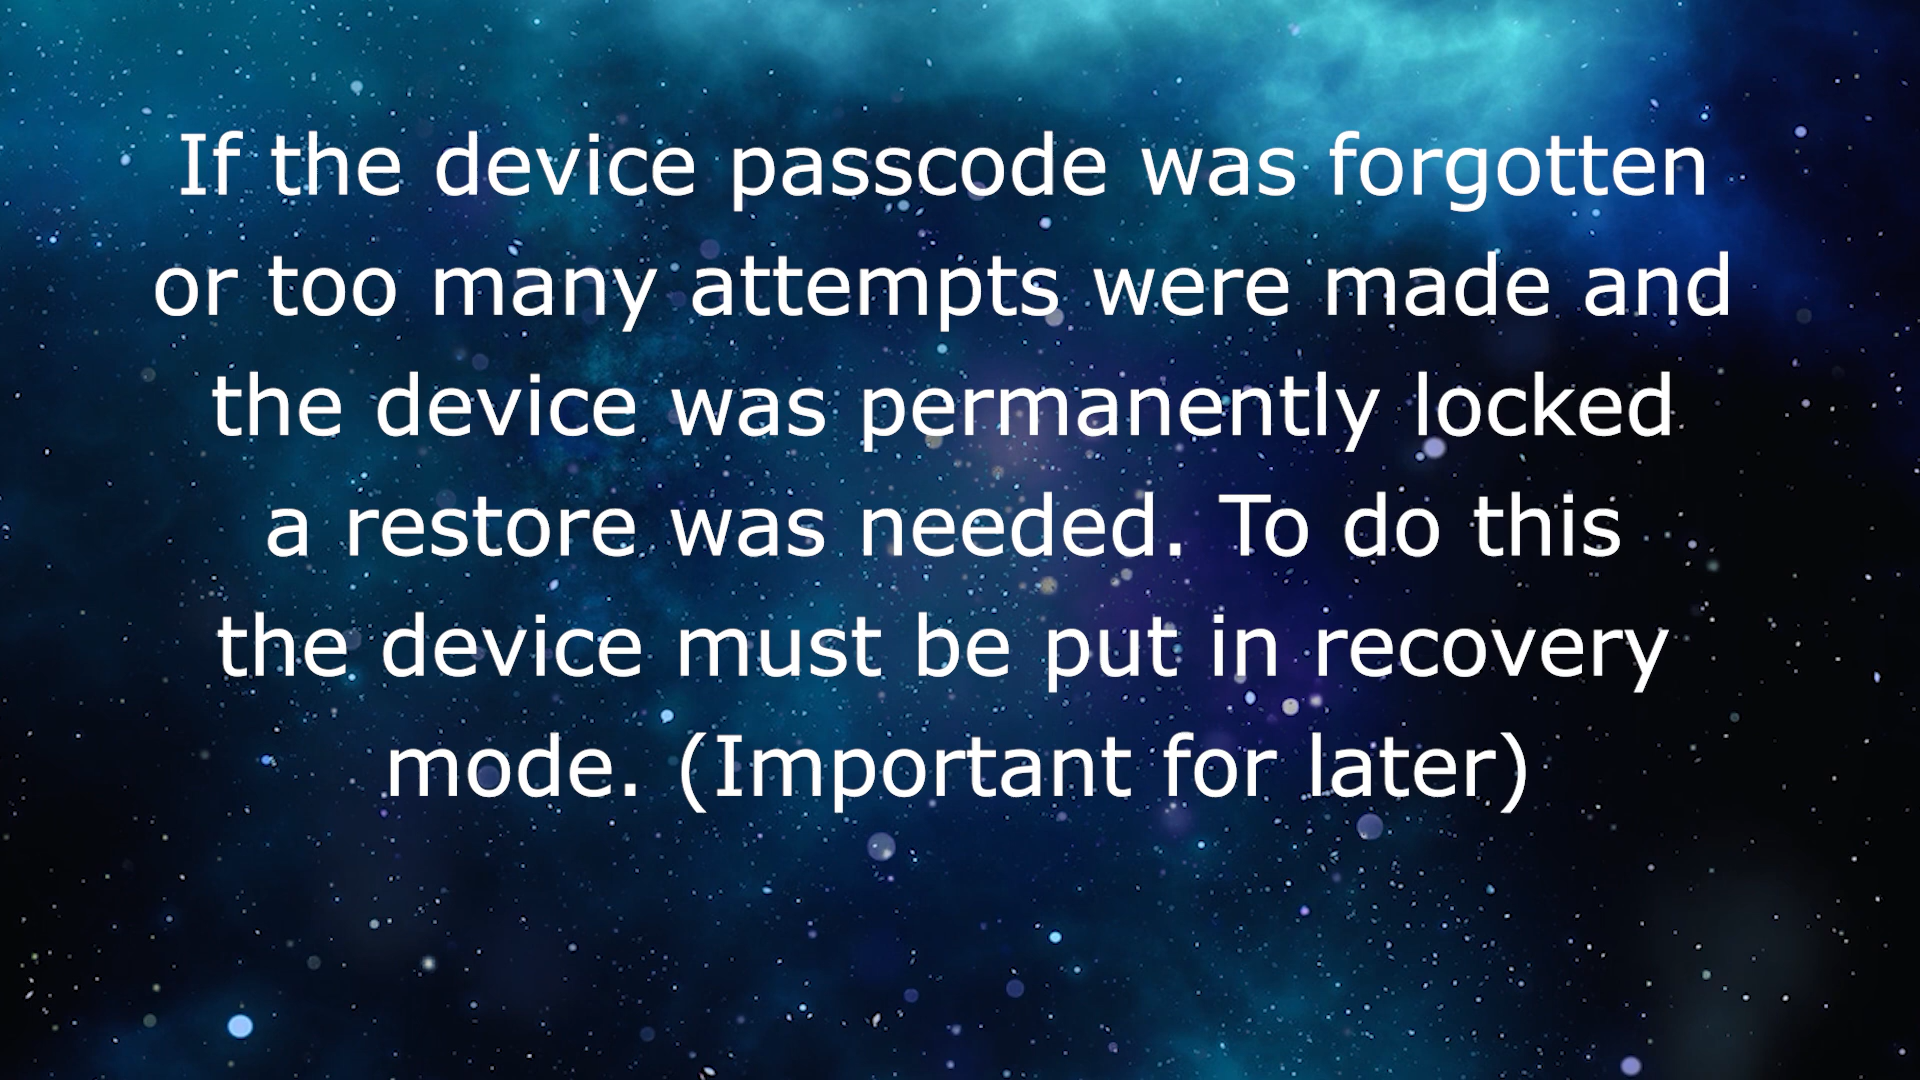 If the device passcode was forgotten
or too many attempts were made and
the device was permanently locked
a restore was needed. To do this
the device must be put in recovery
mode. (Important for later)